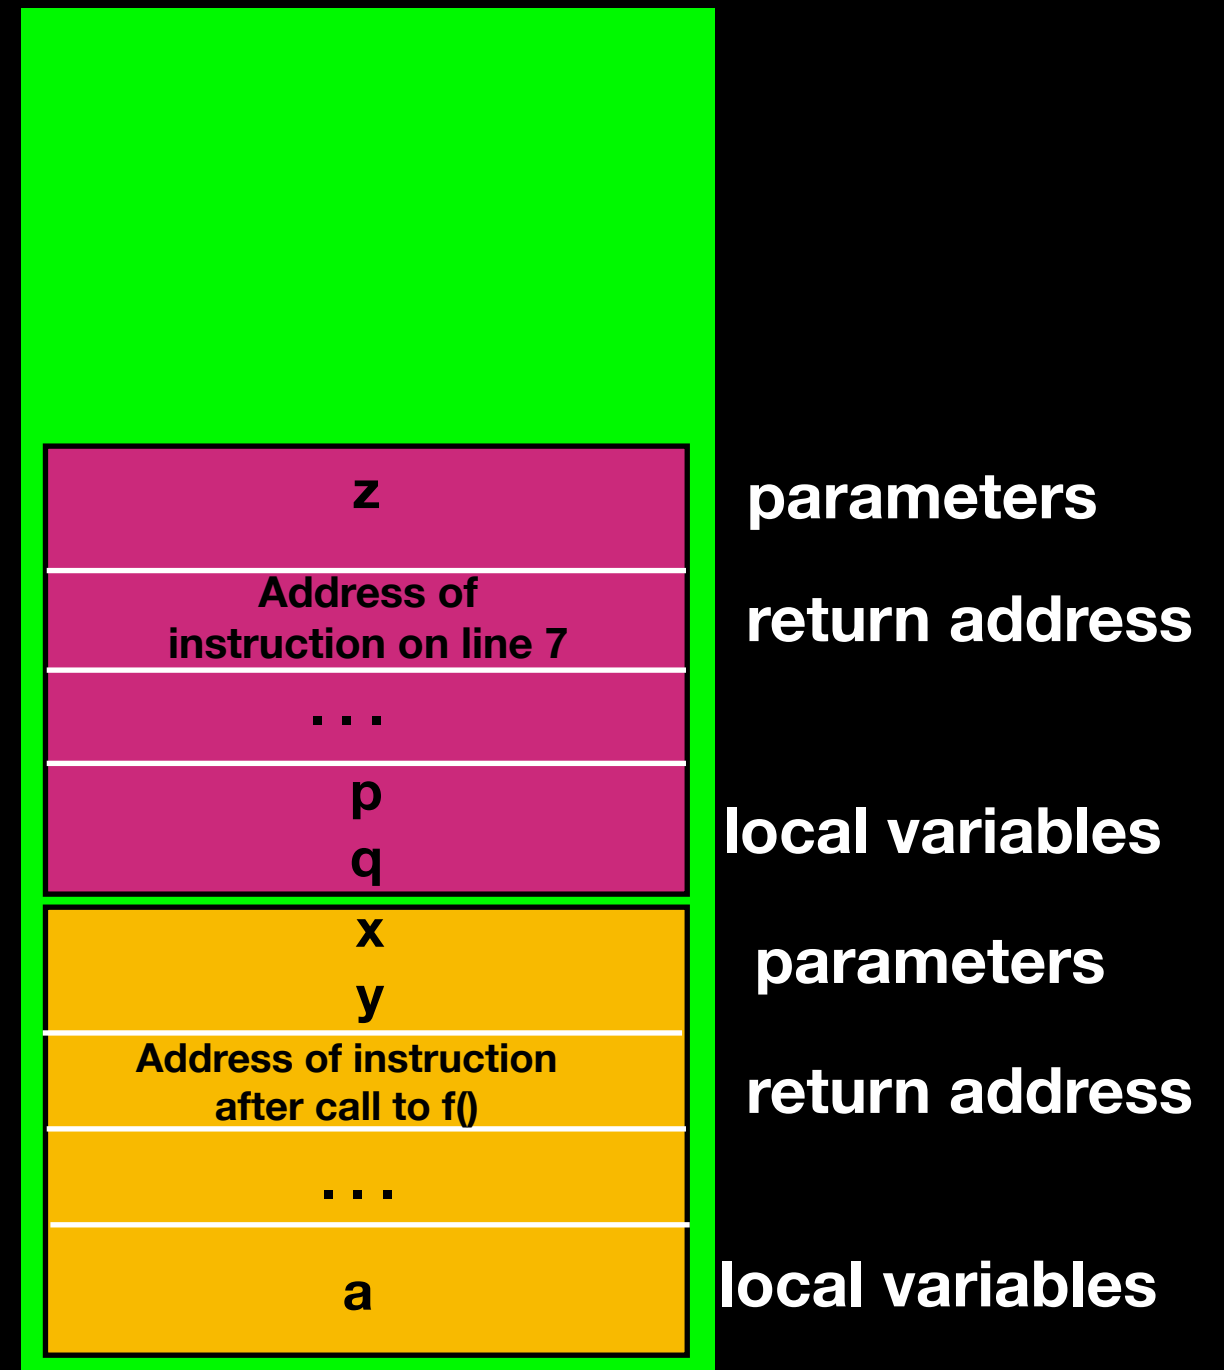 z
parameters
Address of
instruction on line 7
return address
. . .
p
q
local variables
x
y
parameters
Address of instruction
after call to f()
return address
. . .
a
local variables